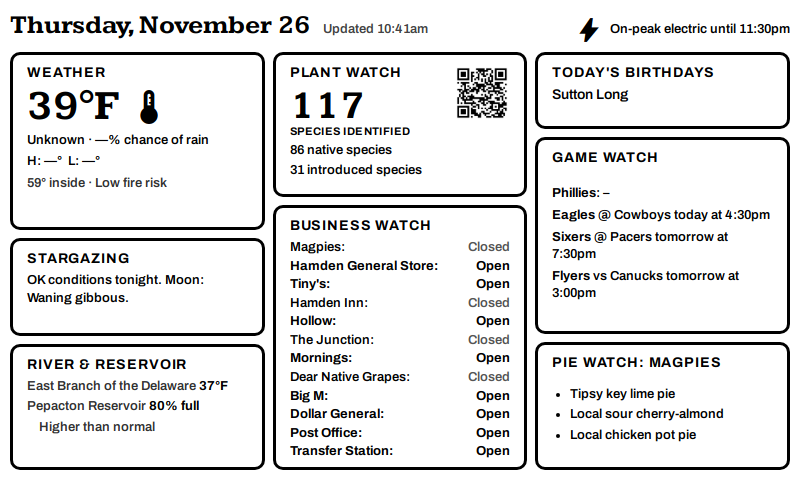 Thursday, November 26 Updated 10:41am
On-peak electric until 11:30pm
WEATHER
39°F
Unknown · —% chance of rain
H: —° L: —°
59° inside · Low fire risk
STARGAZING
OK conditions tonight. Moon:
Waning gibbous.
RIVER & RESERVOIR
East Branch of the Delaware 37°F
Pepacton Reservoir 80% full
Higher than normal
PLANT WATCH
117
SPECIES IDENTIFIED
86 native species
31 introduced species
BUSINESS WATCH
Magpies: Closed
Hamden General Store: Open
Tiny's: Open
Hamden Inn: Closed
Hollow: Open
The Junction: Closed
Mornings: Open
Dear Native Grapes: Closed
Big M: Open
Dollar General: Open
Post Office: Open
Transfer Station: Open
TODAY'S BIRTHDAYS
Sutton Long
GAME WATCH
Phillies: –
Eagles @ Cowboys today at 4:30pm
Sixers @ Pacers tomorrow at
7:30pm
Flyers vs Canucks tomorrow at
3:00pm
PIE WATCH: MAGPIES
• Tipsy key lime pie
• Local sour cherry-almond
• Local chicken pot pie